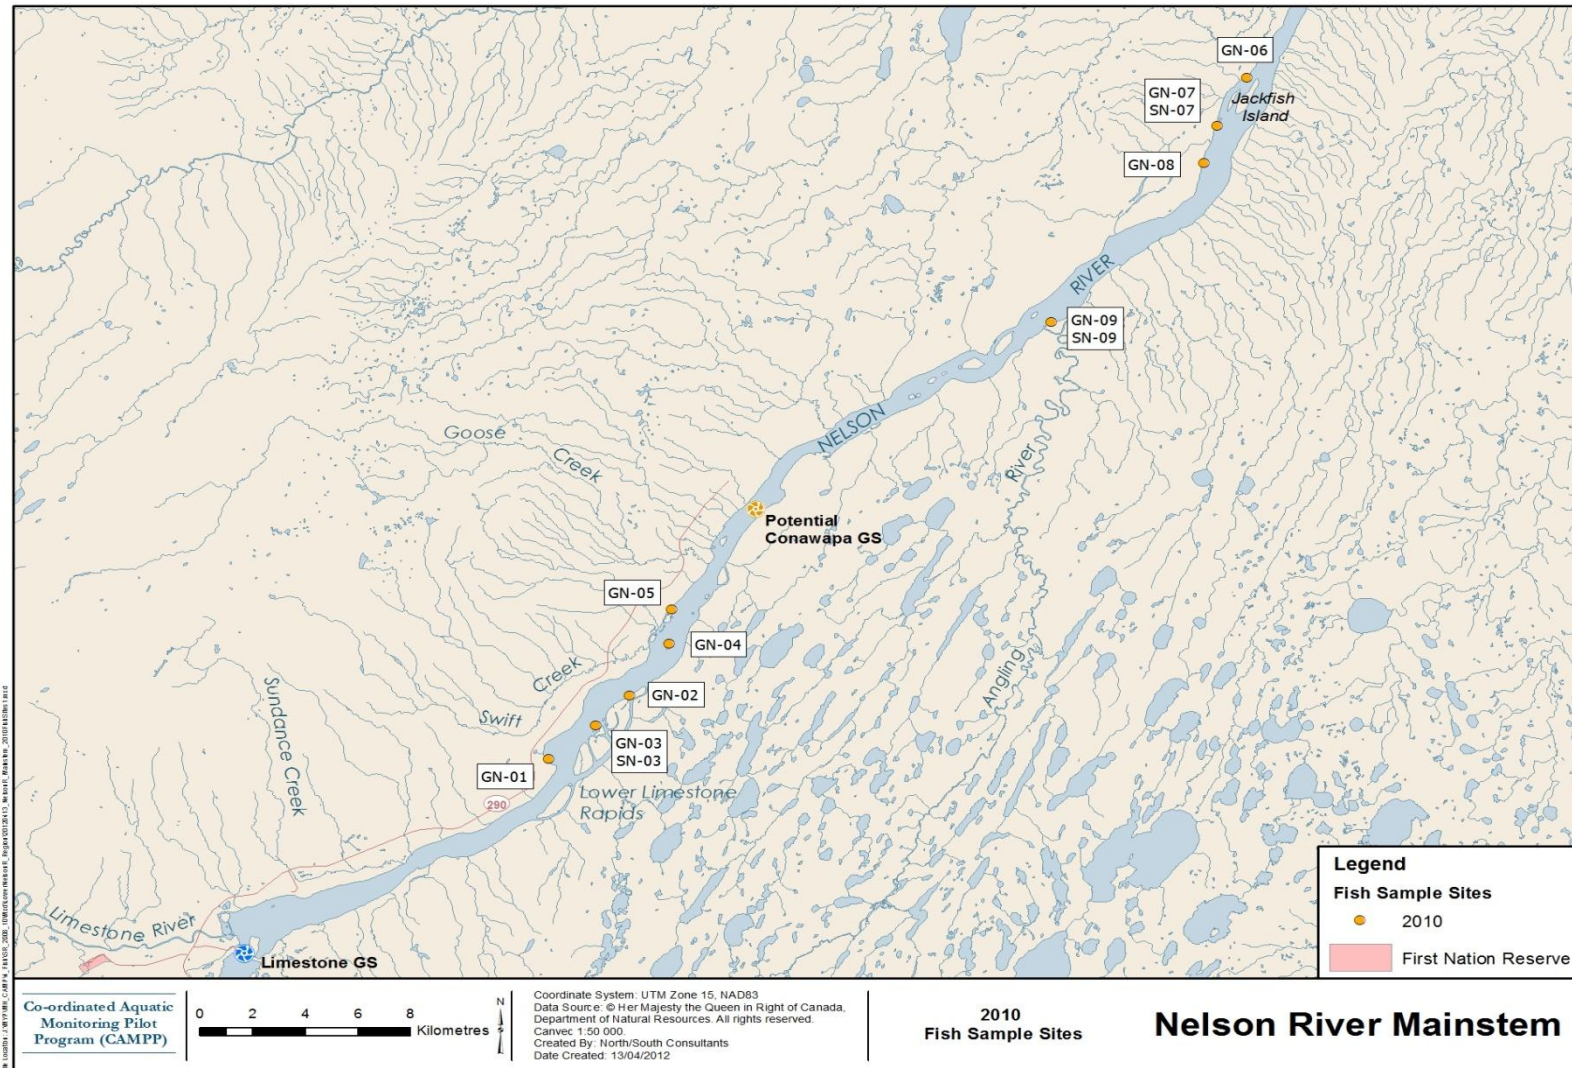 GN-06
GN-07
SN-07
Jackfish
Island
GN-08
RIVER
GN-09
SN-09
NELSON
Goose
Creek
River
Potential
Conawapa GS
GN-05
GN-04
Angling
Creek
GN-02
Swift
Sundance Creek
GN-03
SN-03
GN-01
Lower Limestone
Rapids
290
Limestone River
Limestone GS
Legend
Fish Sample Sites
2010
First Nation Reserve
Co-ordinated Aquatic
Monitoring Pilot
Program (CAMPP)
0 2 4 6 8
Kilometres
N
Coordinate System: UTM Zone 15, NAD83
Data Source: © Her Majesty the Queen in Right of Canada,
Department of Natural Resources. All rights reserved.
Canvec 1:50 000.
Created By: North/South Consultants
Date Created: 13/04/2012
2010
Fish Sample Sites
Nelson River Mainstem